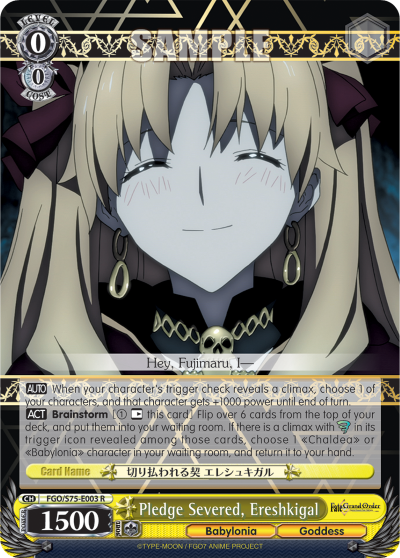 LEVEL
0
SAMPLE
0
COST
Hey, Fujimaru, I—
AUTO When your character's trigger check reveals a climax, choose 1 of
your characters, and that character gets +1000 power until end of turn.
ACT Brainstorm [① this card] Flip over 6 cards from the top of your
deck, and put them into your waiting room. If there is a climax with in
its trigger icon revealed among those cards, choose 1 «Chaldea» or
«Babylonia» character in your waiting room, and return it to your hand.
Card Name 切り払われる契 エレシュキガル
FGO/S75-E003 R
1500
Pledge Severed, Ereshkigal
Fate/Grand Order
Babylonia
Goddess
©TYPE-MOON / FGO7 ANIME PROJECT